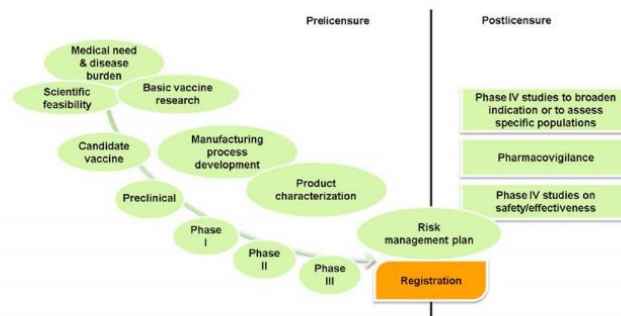 Prelicensure
Postlicensure
Medical need
& disease
burden
Scientific
feasibility
Basic vaccine
research
Candidate
vaccine
Manufacturing
process
development
Product
characterization
Preclinical
Phase
I
Phase
II
Phase
III
Risk
management plan
Registration
Phase IV studies to broaden
indication or to assess
specific populations
Pharmacovigilance
Phase IV studies on
safety/effectiveness